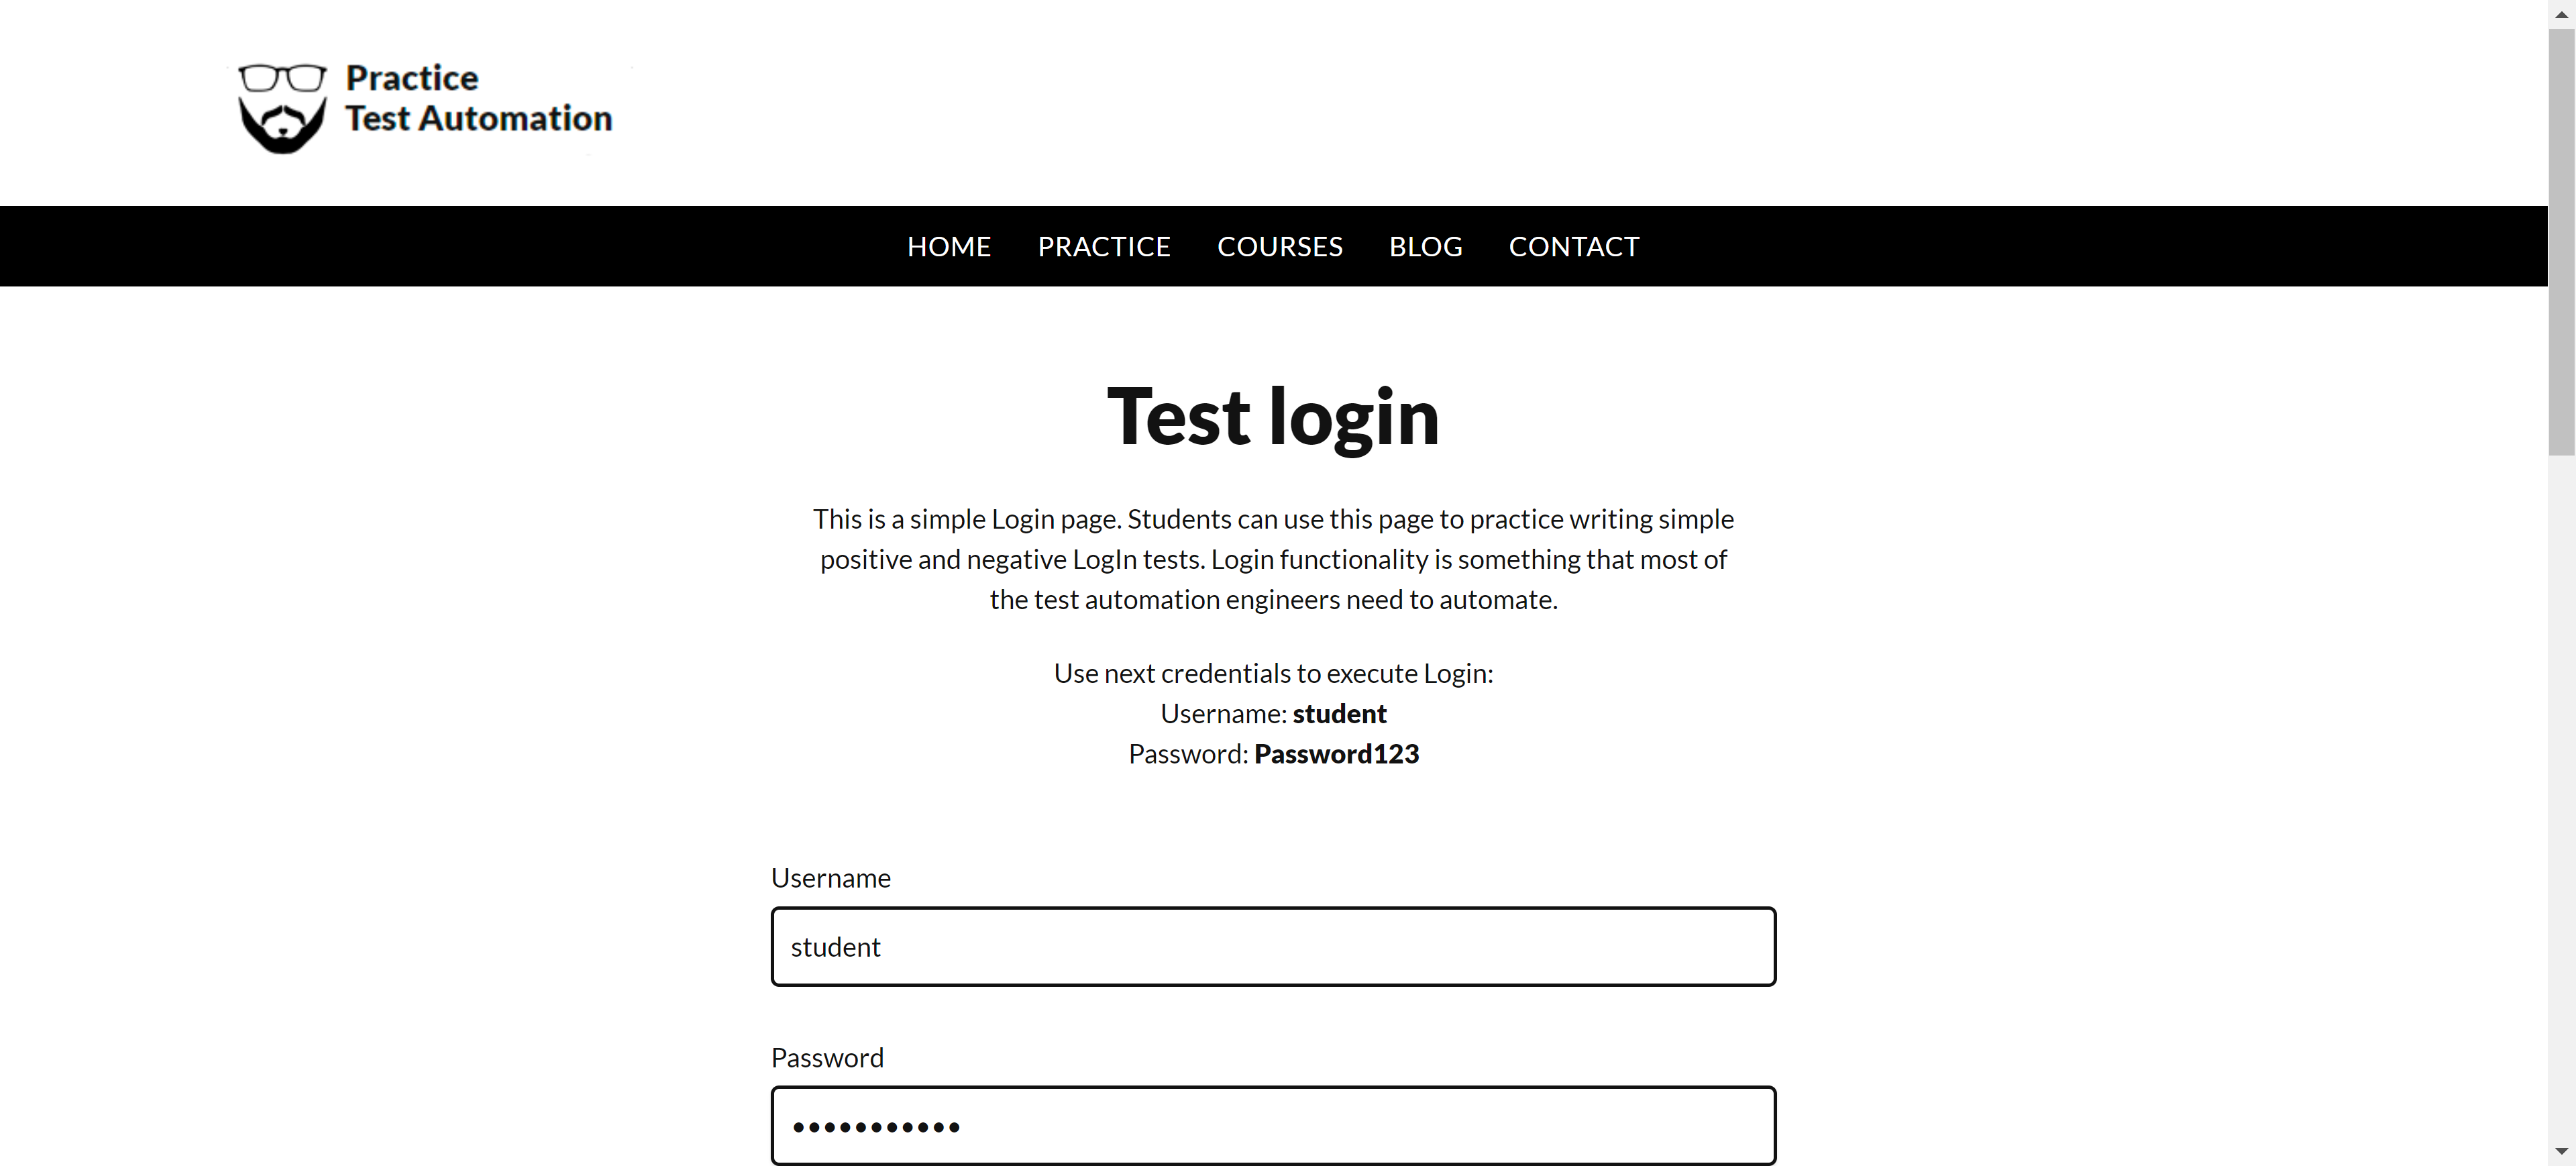 Practice
Test Automation
HOME PRACTICE COURSES BLOG CONTACT
Test login
This is a simple Login page. Students can use this page to practice writing simple
positive and negative LogIn tests. Login functionality is something that most of
the test automation engineers need to automate.
Use next credentials to execute Login:
Username: student
Password: Password123
Username
student
Password
•••••••••••